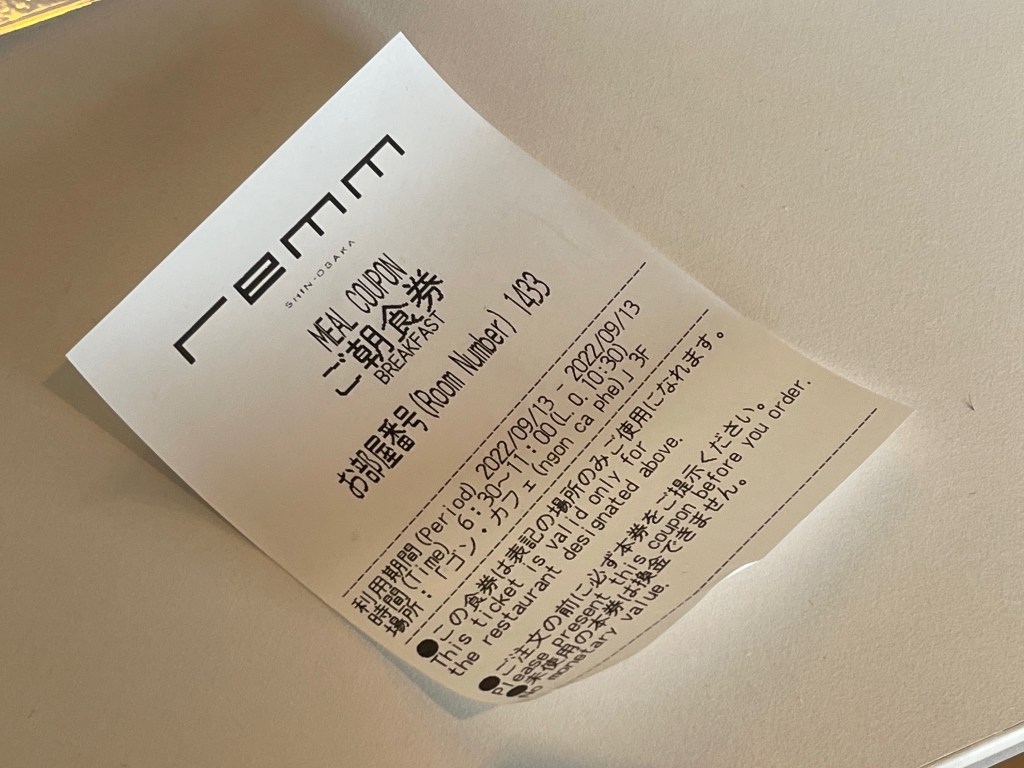 remm
SHIN-OSAKA
MEAL COUPON
ご朝食券
BREAKFAST
お部屋番号(Room Number) 1433
利用期間(Period) 2022/09/13 - 2022/09/13
時間(Time) 6:30~11:00(L.O. 10:30)
場所:「ゴン・カフェ(ngon ca phe)」3F
●この食券は表記の場所のみご使用になれます。
This ticket is valid only for
the restaurant designated above.
●ご注文の前に必ず本券をご提示ください。
Please present this coupon before you order.
●未使用の本券は換金できません。
No monetary value.